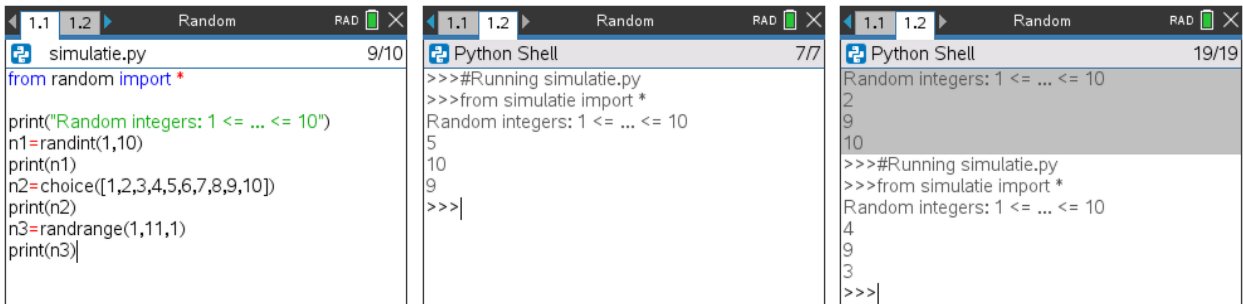 1.1 1.2 Random RAD
simulatie.py 9/10
from random import *
print("Random integers: 1 <= ... <= 10")
n1=randint(1,10)
print(n1)
n2=choice([1,2,3,4,5,6,7,8,9,10])
print(n2)
n3=randrange(1,11,1)
print(n3)
1.1 1.2 Random RAD
Python Shell 7/7
>>>#Running simulatie.py
>>>from simulatie import *
Random integers: 1 <= ... <= 10
5
10
9
>>>
1.1 1.2 Random RAD
Python Shell 19/19
Random integers: 1 <= ... <= 10
2
9
10
>>>#Running simulatie.py
>>>from simulatie import *
Random integers: 1 <= ... <= 10
4
9
3
>>>